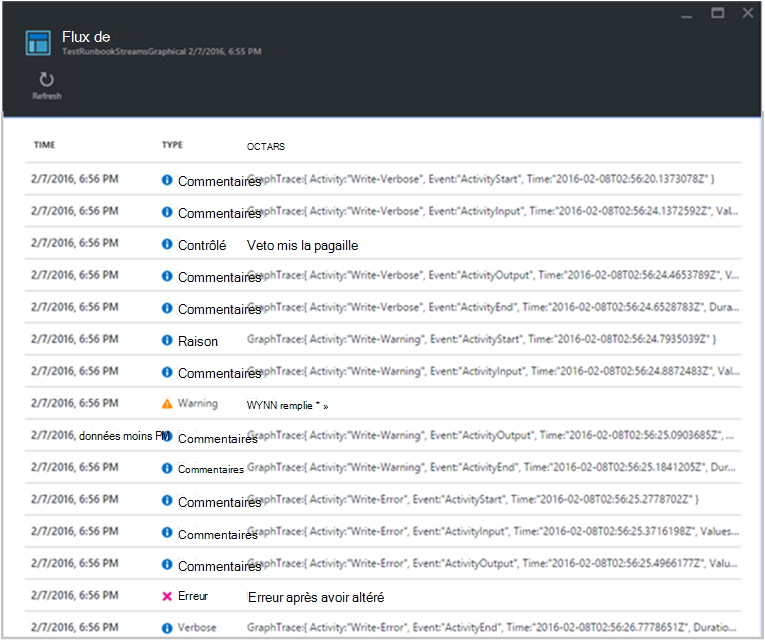 Flux de
TestRunbookStreamsGraphical 2/7/2016, 6:55 PM
Refresh
TIME TYPE OCTARS
2/7/2016, 6:56 PM Commentaires GraphTrace:{ Activity:"Write-Verbose", Event:"ActivityStart", Time:"2016-02-08T02:56:20.1373078Z" }
2/7/2016, 6:56 PM Commentaires GraphTrace:{ Activity:"Write-Verbose", Event:"ActivityInput", Time:"2016-02-08T02:56:24.1372592Z", Val...
2/7/2016, 6:56 PM Contrôlé Veto mis la pagaille
2/7/2016, 6:56 PM Commentaires GraphTrace:{ Activity:"Write-Verbose", Event:"ActivityOutput", Time:"2016-02-08T02:56:24.4653789Z", V...
2/7/2016, 6:56 PM Commentaires GraphTrace:{ Activity:"Write-Verbose", Event:"ActivityEnd", Time:"2016-02-08T02:56:24.6528783Z", Dura...
2/7/2016, 6:56 PM Raison GraphTrace:{ Activity:"Write-Warning", Event:"ActivityStart", Time:"2016-02-08T02:56:24.7935039Z" }
2/7/2016, 6:56 PM Commentaires GraphTrace:{ Activity:"Write-Warning", Event:"ActivityInput", Time:"2016-02-08T02:56:24.8872483Z", Val...
2/7/2016, 6:56 PM Warning WYNN remplie * »
2/7/2016, données moins PM Commentaires GraphTrace:{ Activity:"Write-Warning", Event:"ActivityOutput", Time:"2016-02-08T02:56:25.0903685Z", ...
2/7/2016, 6:56 PM Commentaires GraphTrace:{ Activity:"Write-Warning", Event:"ActivityEnd", Time:"2016-02-08T02:56:25.1841205Z", Dur...
2/7/2016, 6:56 PM Commentaires GraphTrace:{ Activity:"Write-Error", Event:"ActivityStart", Time:"2016-02-08T02:56:25.2778702Z" }
2/7/2016, 6:56 PM Commentaires GraphTrace:{ Activity:"Write-Error", Event:"ActivityInput", Time:"2016-02-08T02:56:25.3716198Z", Values...
2/7/2016, 6:56 PM Commentaires GraphTrace:{ Activity:"Write-Error", Event:"ActivityOutput", Time:"2016-02-08T02:56:25.4966177Z", Valu...
2/7/2016, 6:56 PM Erreur Erreur après avoir altéré
2/7/2016, 6:56 PM Verbose GraphTrace:{ Activity:"Write-Error", Event:"ActivityEnd", Time:"2016-02-08T02:56:26.7778651Z", Duratio...